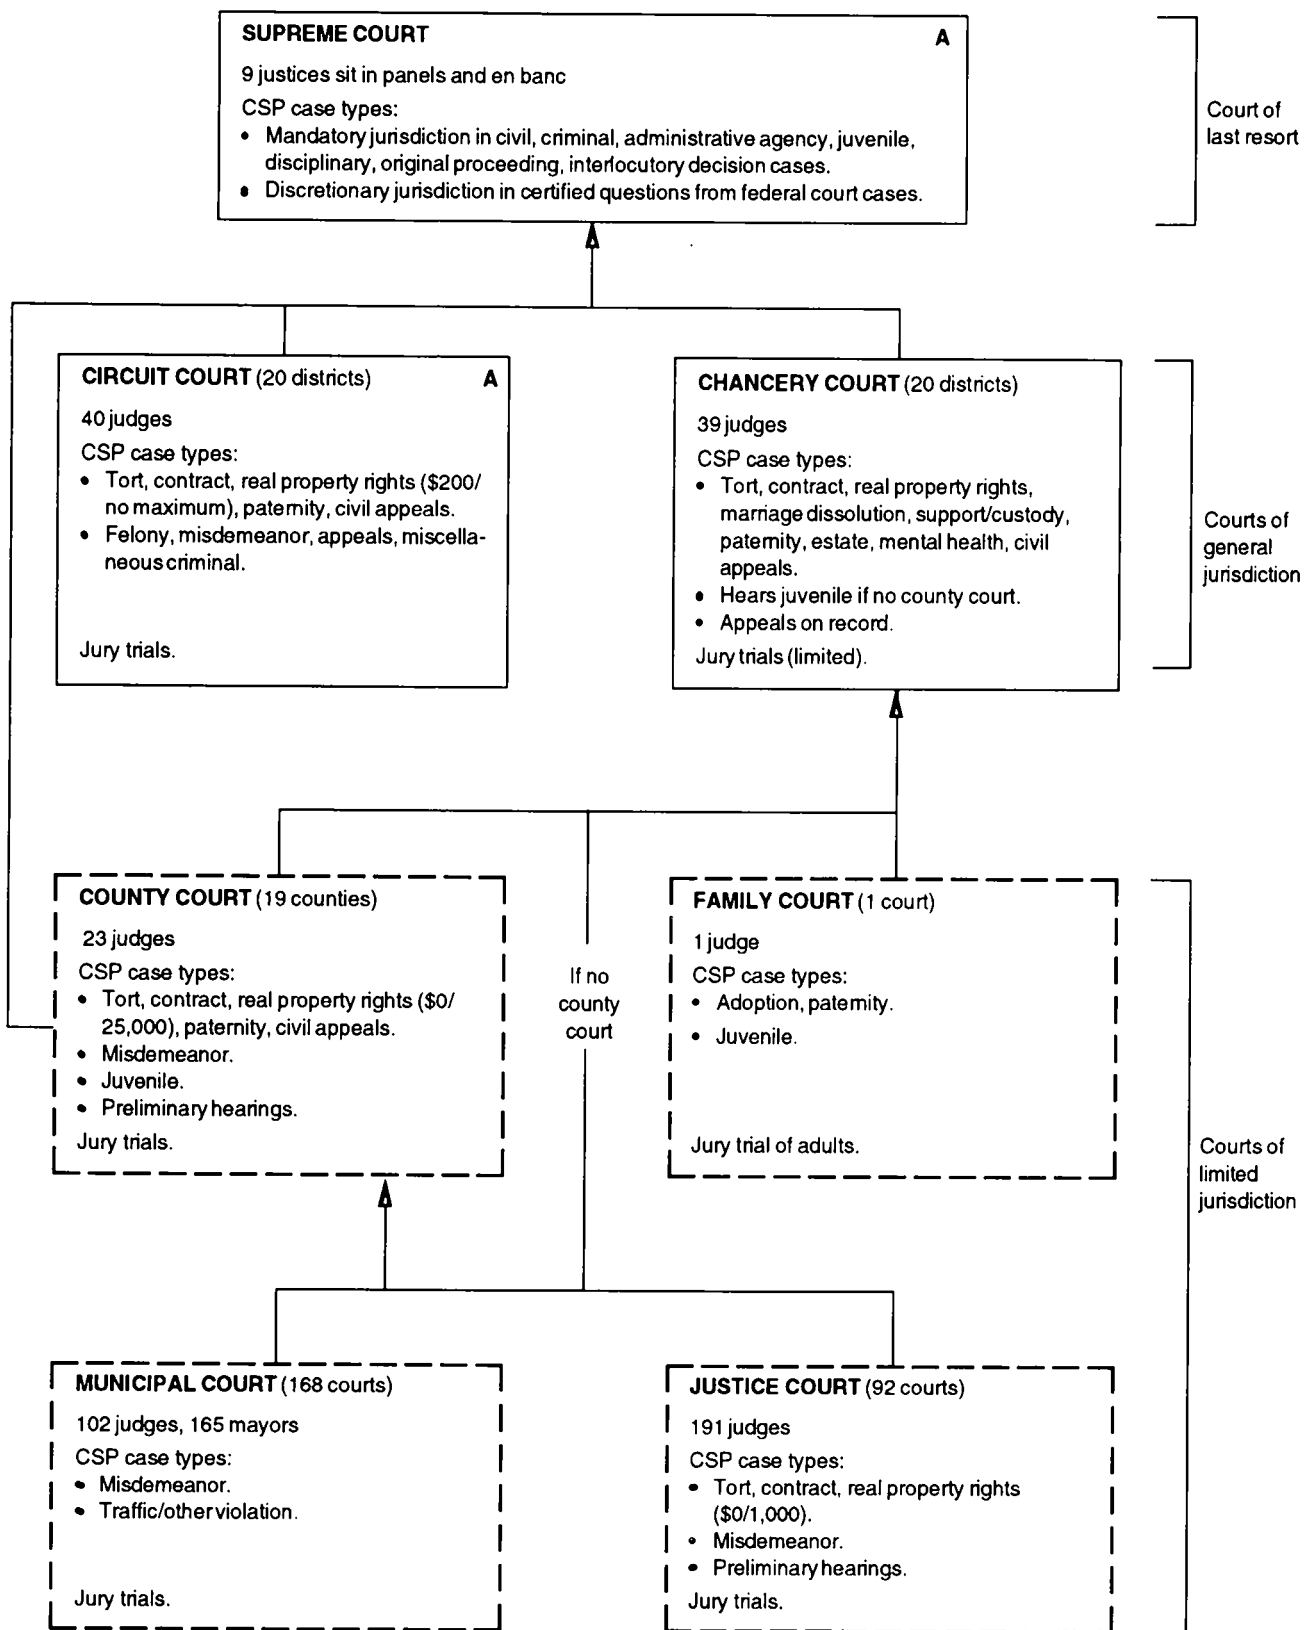 SUPREME COURT A
9 justices sit in panels and en banc
CSP case types:
• Mandatory jurisdiction in civil, criminal, administrative agency, juvenile,
disciplinary, original proceeding, interlocutory decision cases.
• Discretionary jurisdiction in certified questions from federal court cases.
Court of
last resort
CIRCUIT COURT (20 districts) A
40 judges
CSP case types:
• Tort, contract, real property rights ($200/
no maximum), paternity, civil appeals.
• Felony, misdemeanor, appeals, miscella-
neous criminal.
Jury trials.
CHANCERY COURT (20 districts)
39 judges
CSP case types:
• Tort, contract, real property rights,
marriage dissolution, support/custody,
paternity, estate, mental health, civil
appeals.
• Hears juvenile if no county court.
• Appeals on record.
Jury trials (limited).
Courts of
general
jurisdiction
COUNTY COURT (19 counties)
23 judges
CSP case types:
• Tort, contract, real property rights ($0/
25,000), paternity, civil appeals.
• Misdemeanor.
• Juvenile.
• Preliminary hearings.
Jury trials.
If no
county
court
FAMILY COURT (1 court)
1 judge
CSP case types:
• Adoption, paternity.
• Juvenile.
Jury trial of adults.
Courts of
limited
jurisdiction
MUNICIPAL COURT (168 courts)
102 judges, 165 mayors
CSP case types:
• Misdemeanor.
• Traffic/other violation.
Jury trials.
JUSTICE COURT (92 courts)
191 judges
CSP case types:
• Tort, contract, real property rights
($0/1,000).
• Misdemeanor.
• Preliminary hearings.
Jury trials.